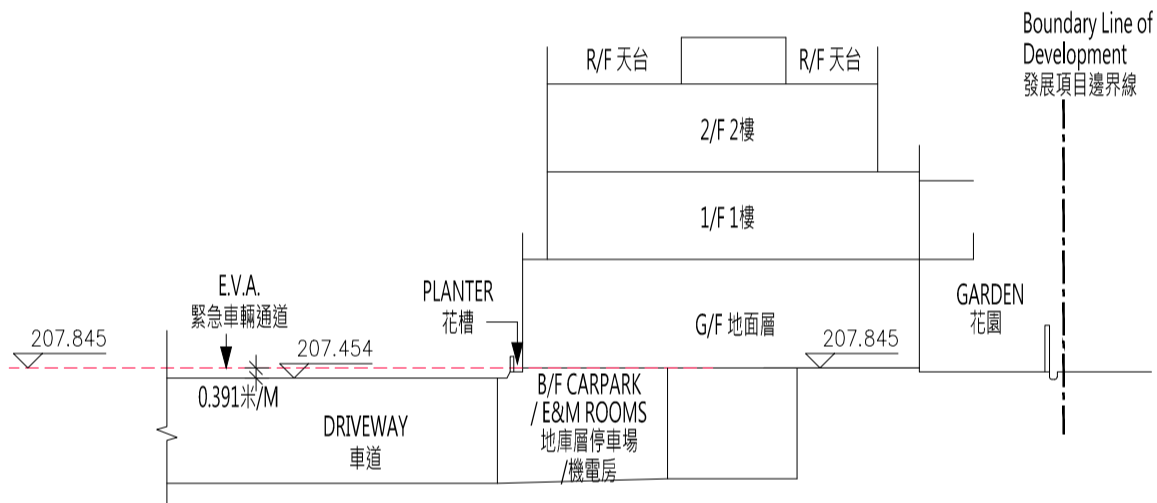 Boundary Line of
Development
發展項目邊界線
R/F 天台
R/F 天台
2/F 2樓
1/F 1樓
E.V.A.
緊急車輛通道
PLANTER
花槽
GARDEN
花園
G/F 地面層
207.845
207.454
207.845
0.391米/M
B/F CARPARK
/ E&M ROOMS
地庫層停車場
/機電房
DRIVEWAY
車道